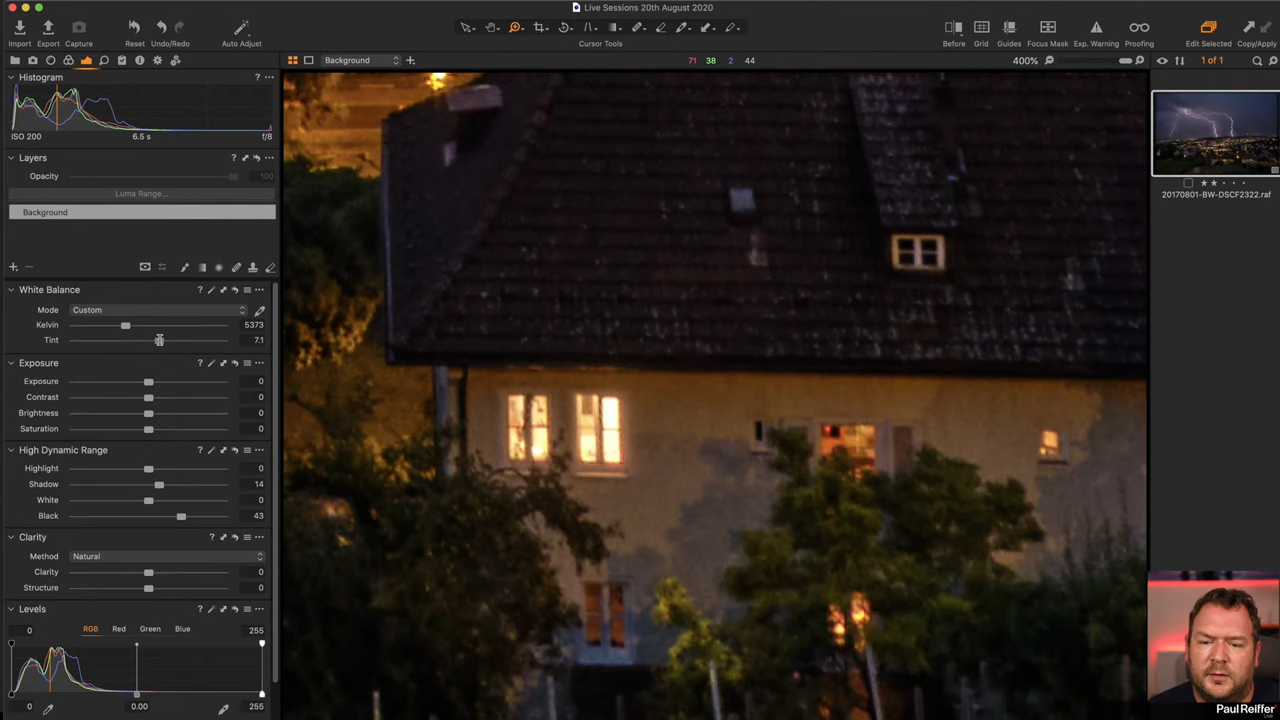 Live Sessions 20th August 2020
Import
Export
Capture
Reset
Undo/Redo
Auto Adjust
Cursor Tools
Before
Grid
Guides
Focus Mask
Exp. Warning
Proofing
Edit Selected
Copy/Apply
Background
71 38 2 44
400%
1 of 1
Histogram
ISO 200
6.5 s
f/8
Layers
Opacity 100
Luma Range...
Background
White Balance
Mode Custom
Kelvin 5373
Tint 7.1
Exposure
Exposure 0
Contrast 0
Brightness 0
Saturation 0
High Dynamic Range
Highlight 0
Shadow 14
White 0
Black 43
Clarity
Method Natural
Clarity 0
Structure 0
Levels
0 RGB Red Green Blue 255
0 0.00 255
20170801-BW-DSCF2322.raf
Paul Reiffer
Live